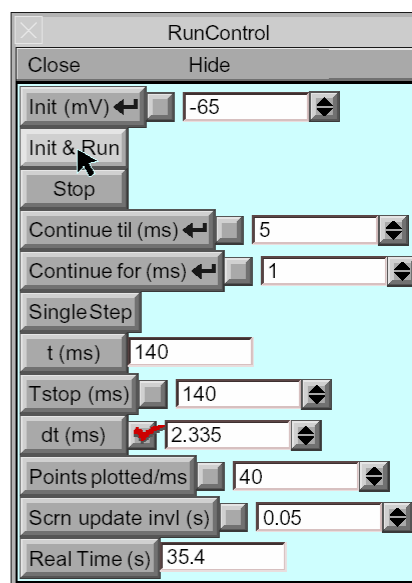 RunControl
Close Hide
Init (mV) -65
Init & Run
Stop
Continue til (ms) 5
Continue for (ms) 1
SingleStep
t (ms) 140
Tstop (ms) 140
dt (ms) 2.335
Points plotted/ms 40
Scrn update invl (s) 0.05
Real Time (s) 35.4